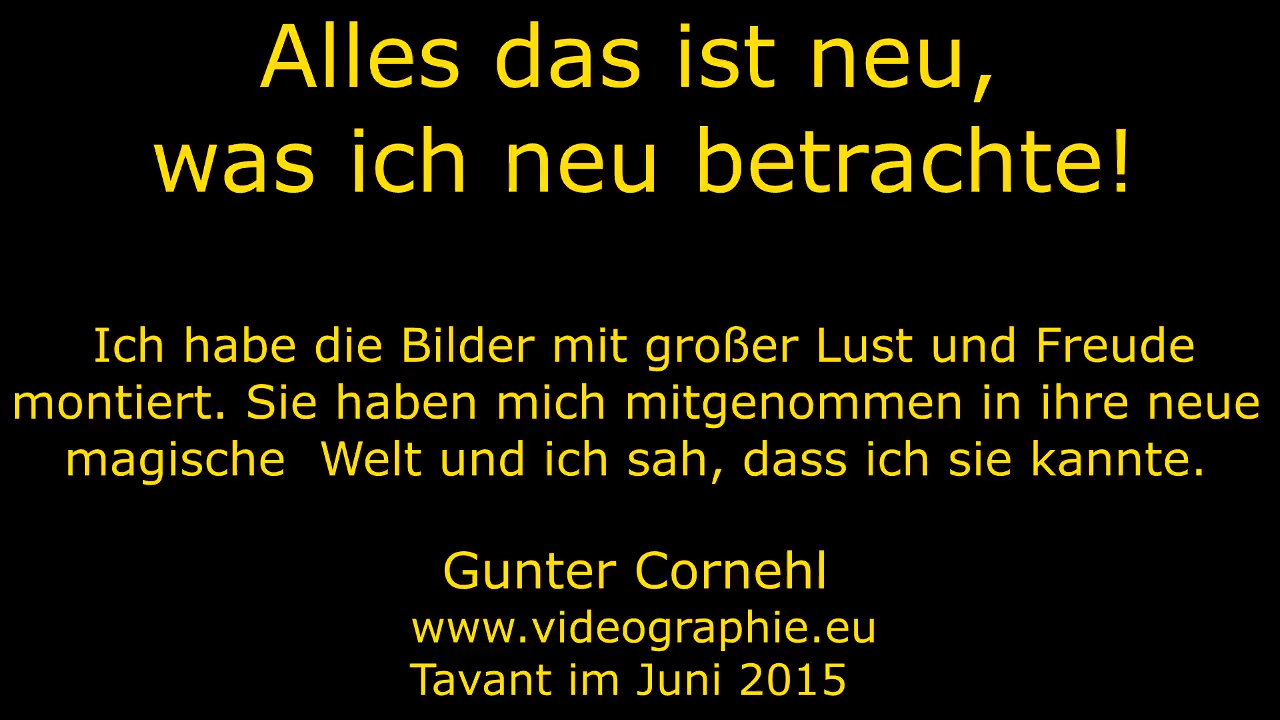 Alles das ist neu,
was ich neu betrachte!
Ich habe die Bilder mit großer Lust und Freude
montiert. Sie haben mich mitgenommen in ihre neue
magische  Welt und ich sah, dass ich sie kannte.
Gunter Cornehl
www.videographie.eu
Tavant im Juni 2015